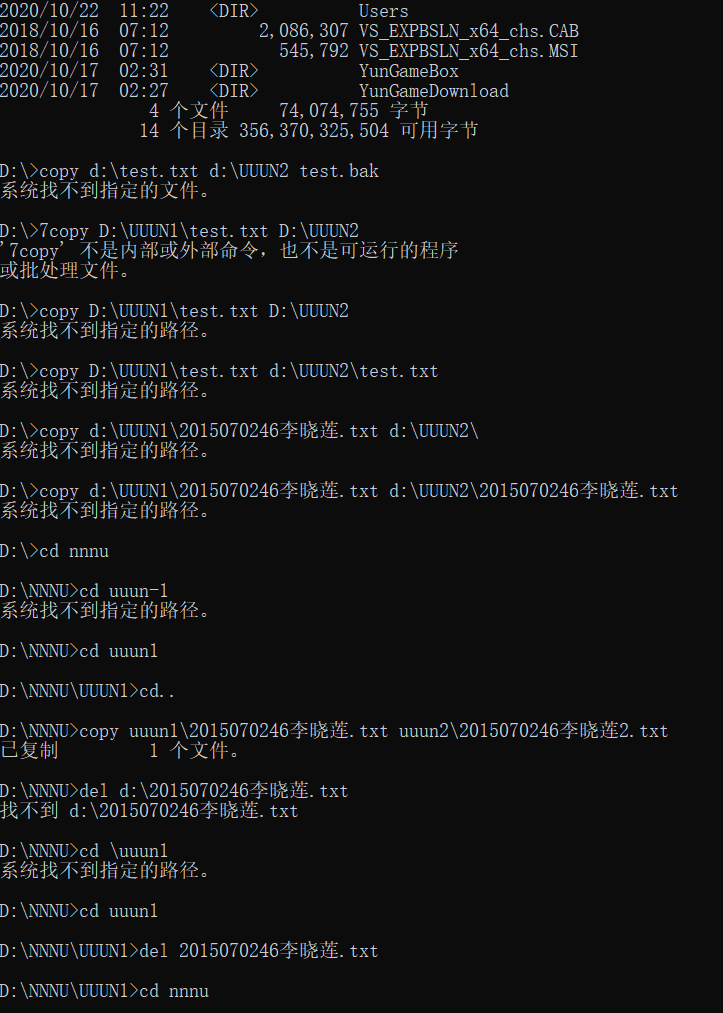 2020/10/22  11:22    <DIR>          Users
2018/10/16  07:12         2,086,307 VS_EXPBSLN_x64_chs.CAB
2018/10/16  07:12           545,792 VS_EXPBSLN_x64_chs.MSI
2020/10/17  02:31    <DIR>          YunGameBox
2020/10/17  02:27    <DIR>          YunGameDownload
               4 个文件     74,074,755 字节
              14 个目录 356,370,325,504 可用字节
D:\>copy d:\test.txt d:\UUUN2 test.bak
系统找不到指定的文件。
D:\>7copy D:\UUUN1\test.txt D:\UUUN2
'7copy' 不是内部或外部命令，也不是可运行的程序
或批处理文件。
D:\>copy D:\UUUN1\test.txt D:\UUUN2
系统找不到指定的路径。
D:\>copy D:\UUUN1\test.txt d:\UUUN2\test.txt
系统找不到指定的路径。
D:\>copy d:\UUUN1\2015070246李晓莲.txt d:\UUUN2\
系统找不到指定的路径。
D:\>copy d:\UUUN1\2015070246李晓莲.txt d:\UUUN2\2015070246李晓莲.txt
系统找不到指定的路径。
D:\>cd nnnu
D:\NNNU>cd uuun-1
系统找不到指定的路径。
D:\NNNU>cd uuun1
D:\NNNU\UUUN1>cd..
D:\NNNU>copy uuun1\2015070246李晓莲.txt uuun2\2015070246李晓莲2.txt
已复制         1 个文件。
D:\NNNU>del d:\2015070246李晓莲.txt
找不到 d:\2015070246李晓莲.txt
D:\NNNU>cd \uuun1
系统找不到指定的路径。
D:\NNNU>cd uuun1
D:\NNNU\UUUN1>del 2015070246李晓莲.txt
D:\NNNU\UUUN1>cd nnnu